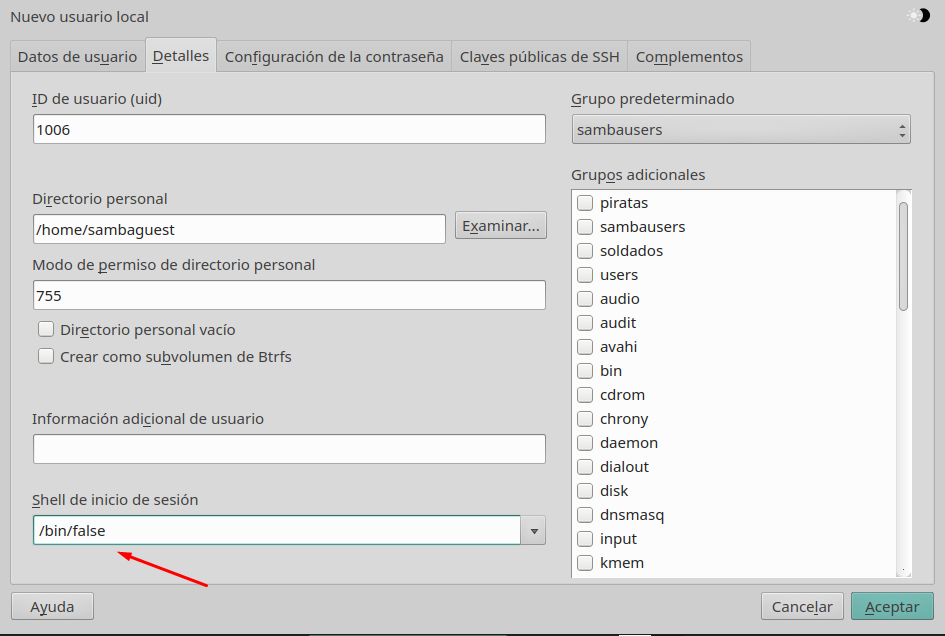 Nuevo usuario local
Datos de usuario
Detalles
Configuración de la contraseña
Claves públicas de SSH
Complementos
ID de usuario (uid)
1006
Directorio personal
/home/sambaguest
Examinar...
Modo de permiso de directorio personal
755
Directorio personal vacío
Crear como subvolumen de Btrfs
Información adicional de usuario
Shell de inicio de sesión
/bin/false
Grupo predeterminado
sambausers
Grupos adicionales
piratas
sambausers
soldados
users
audio
audit
avahi
bin
cdrom
chrony
daemon
dialout
disk
dnsmasq
input
kmem
Ayuda
Cancelar
Aceptar